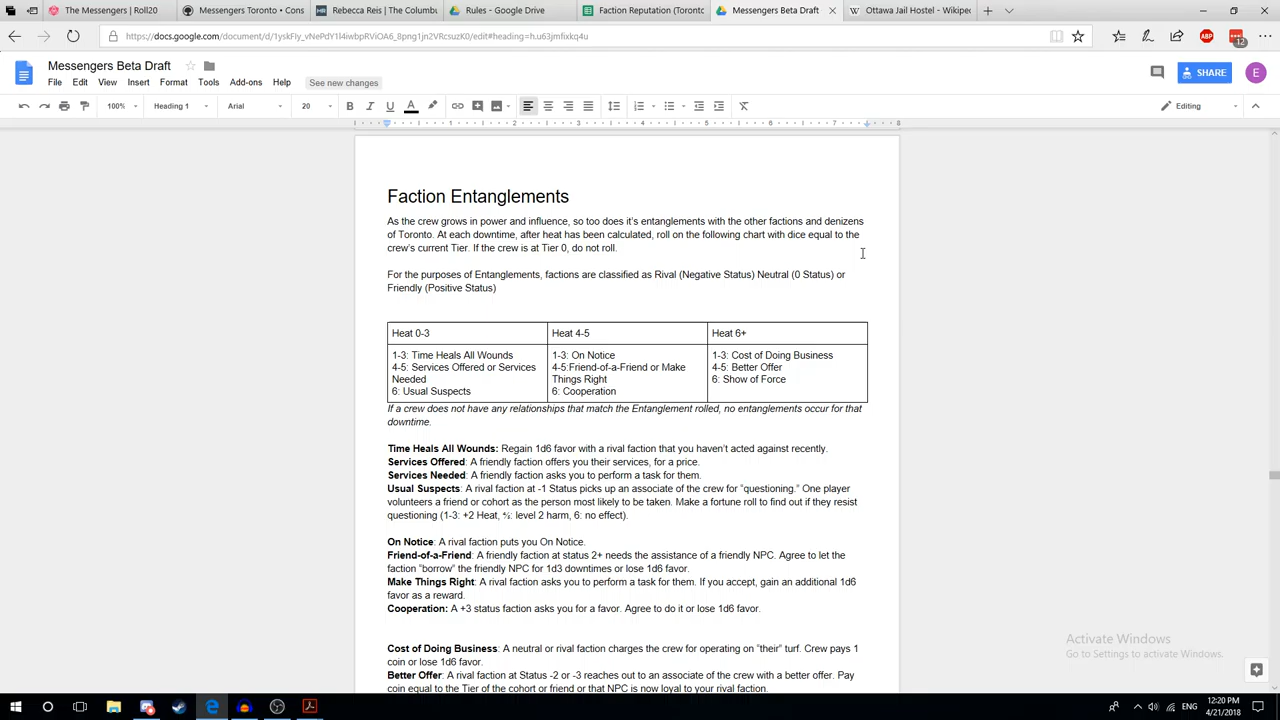 The Messengers | Roll20
Messengers Toronto • Cons
Rebecca Reis | The Columbu
Rules - Google Drive
Faction Reputation (Toronto
Messengers Beta Draft
Ottawa Jail Hostel - Wikipe
https://docs.google.com/document/d/1yskFIy_vNePdY1l4iwbpRViOA6_8png1jn2VRcsuzK0/edit#heading=h.u63jmfixkq4u
ABP
12
Messengers Beta Draft
File Edit View Insert Format Tools Add-ons Help See new changes
SHARE
E
100% Heading 1 Arial 20 B I U A Editing
1 2 3 4 5 6 7 8
Faction Entanglements
As the crew grows in power and influence, so too does it's entanglements with the other factions and denizens
of Toronto. At each downtime, after heat has been calculated, roll on the following chart with dice equal to the
crew's current Tier. If the crew is at Tier 0, do not roll.
For the purposes of Entanglements, factions are classified as Rival (Negative Status) Neutral (0 Status) or
Friendly (Positive Status)
Heat 0-3
1-3: Time Heals All Wounds
4-5: Services Offered or Services
Needed
6: Usual Suspects
Heat 4-5
1-3: On Notice
4-5:Friend-of-a-Friend or Make
Things Right
6: Cooperation
Heat 6+
1-3: Cost of Doing Business
4-5: Better Offer
6: Show of Force
If a crew does not have any relationships that match the Entanglement rolled, no entanglements occur for that
downtime.
Time Heals All Wounds: Regain 1d6 favor with a rival faction that you haven't acted against recently.
Services Offered: A friendly faction offers you their services, for a price.
Services Needed: A friendly faction asks you to perform a task for them.
Usual Suspects: A rival faction at -1 Status picks up an associate of the crew for "questioning." One player
volunteers a friend or cohort as the person most likely to be taken. Make a fortune roll to find out if they resist
questioning (1-3: +2 Heat, ⅘: level 2 harm, 6: no effect).
On Notice: A rival faction puts you On Notice.
Friend-of-a-Friend: A friendly faction at status 2+ needs the assistance of a friendly NPC. Agree to let the
faction "borrow" the friendly NPC for 1d3 downtimes or lose 1d6 favor.
Make Things Right: A rival faction asks you to perform a task for them. If you accept, gain an additional 1d6
favor as a reward.
Cooperation: A +3 status faction asks you for a favor. Agree to do it or lose 1d6 favor.
Cost of Doing Business: A neutral or rival faction charges the crew for operating on "their" turf. Crew pays 1
coin or lose 1d6 favor.
Better Offer: A rival faction at Status -2 or -3 reaches out to an associate of the crew with a better offer. Pay
coin equal to the Tier of the cohort or friend or that NPC is now loyal to your rival faction.
Activate Windows
Go to Settings to activate Windows.
ENG
12:20 PM
4/21/2018